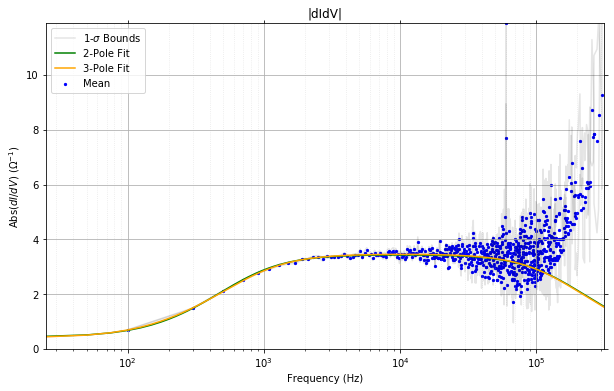 |dIdV|
1-σ Bounds
2-Pole Fit
3-Pole Fit
Mean
Abs(dI/dV) (Ω⁻¹)
10
8
6
4
2
0
10² 10³ 10⁴ 10⁵
Frequency (Hz)